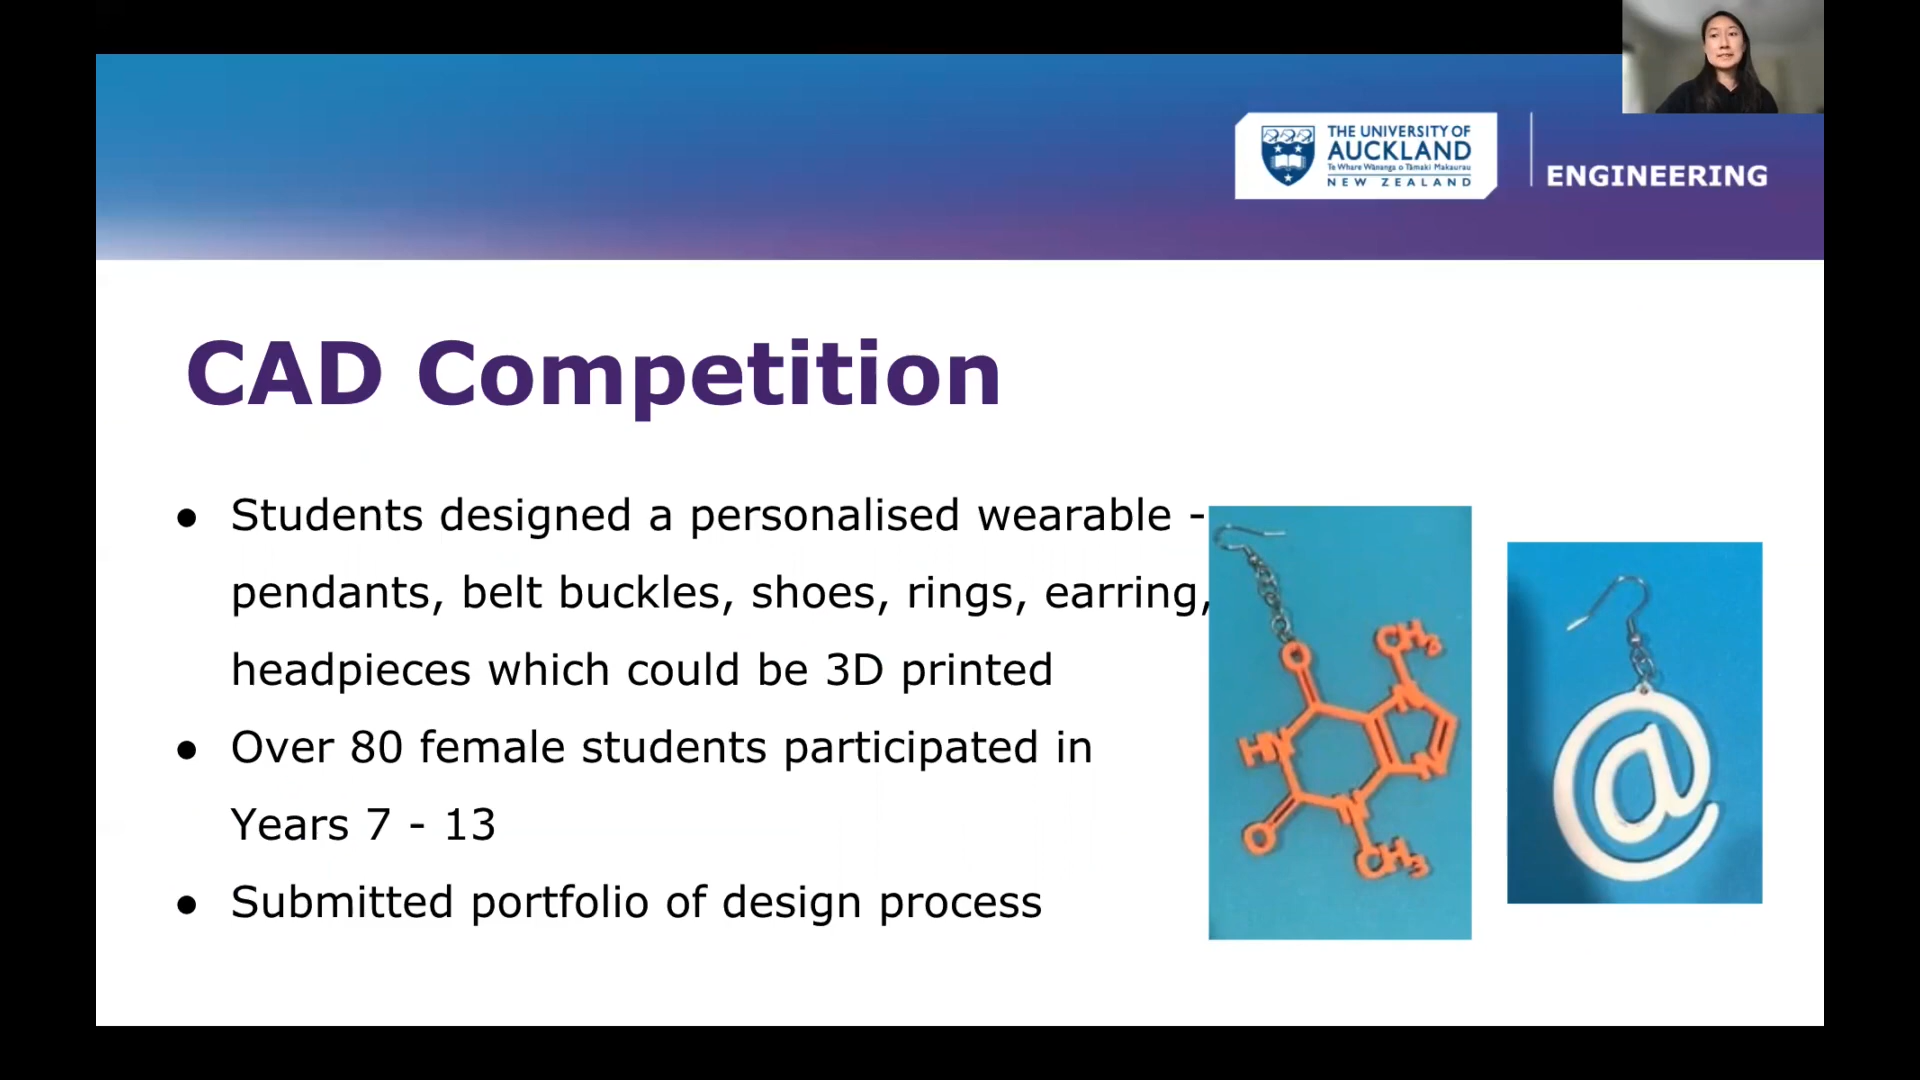 THE UNIVERSITY OF
AUCKLAND
Te Whare Wānanga o Tāmaki Makaurau
NEW ZEALAND
ENGINEERING
CAD Competition
● Students designed a personalised wearable -
pendants, belt buckles, shoes, rings, earring,
headpieces which could be 3D printed
● Over 80 female students participated in
Years 7 - 13
● Submitted portfolio of design process
CH3
O
N
HN
N
N
O
CH3
@